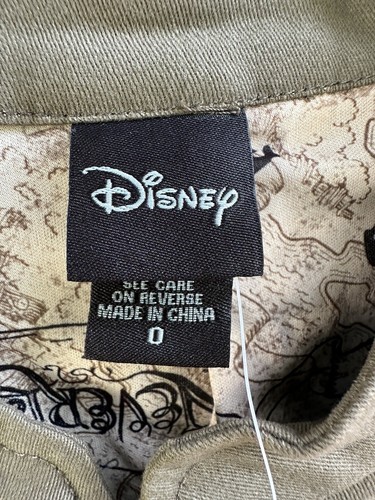 DISNEY
SEE CARE
ON REVERSE
MADE IN CHINA
0